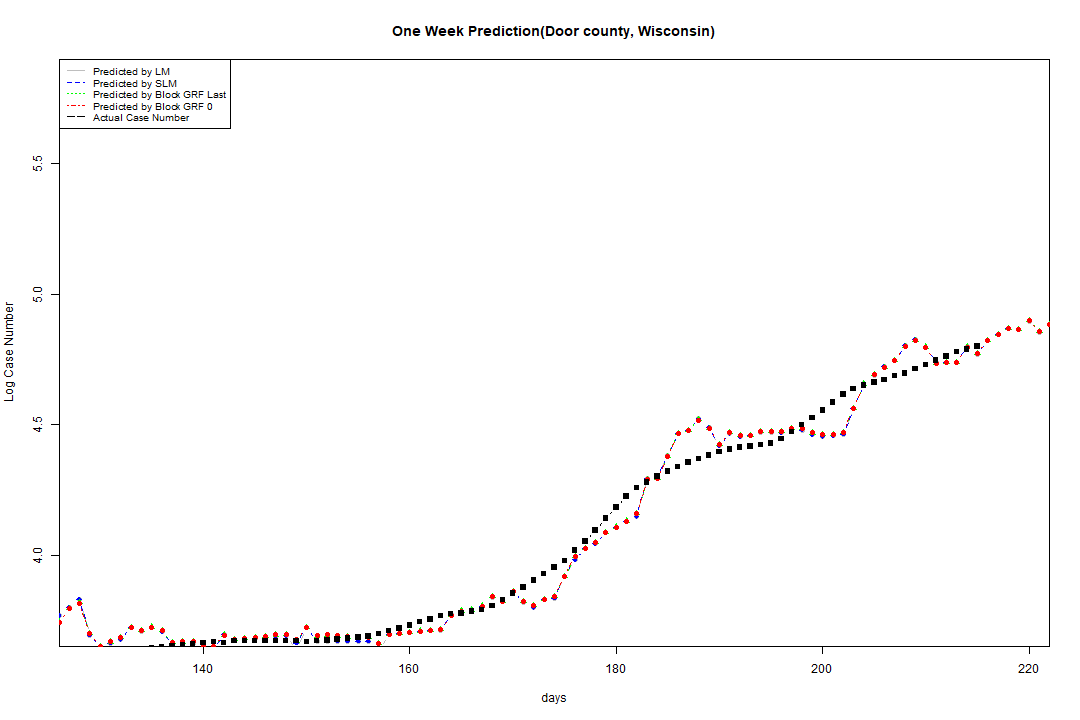 One Week Prediction(Door county, Wisconsin)
Predicted by LM
Predicted by SLM
Predicted by Block GRF Last
Predicted by Block GRF 0
Actual Case Number
5.5
5.0
4.5
4.0
Log Case Number
140 160 180 200 220
days